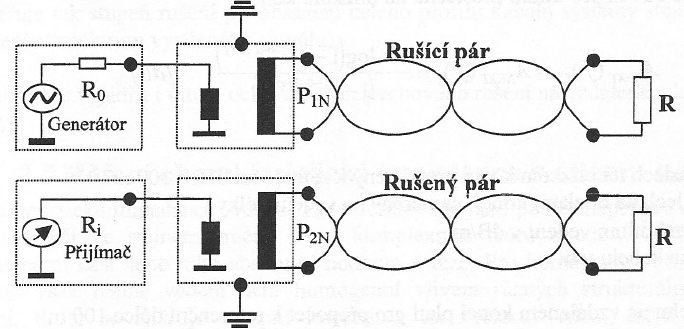 Rušící pár
R0
P1N
Generátor
R
Rušený pár
Ri
P2N
Přijímač
R